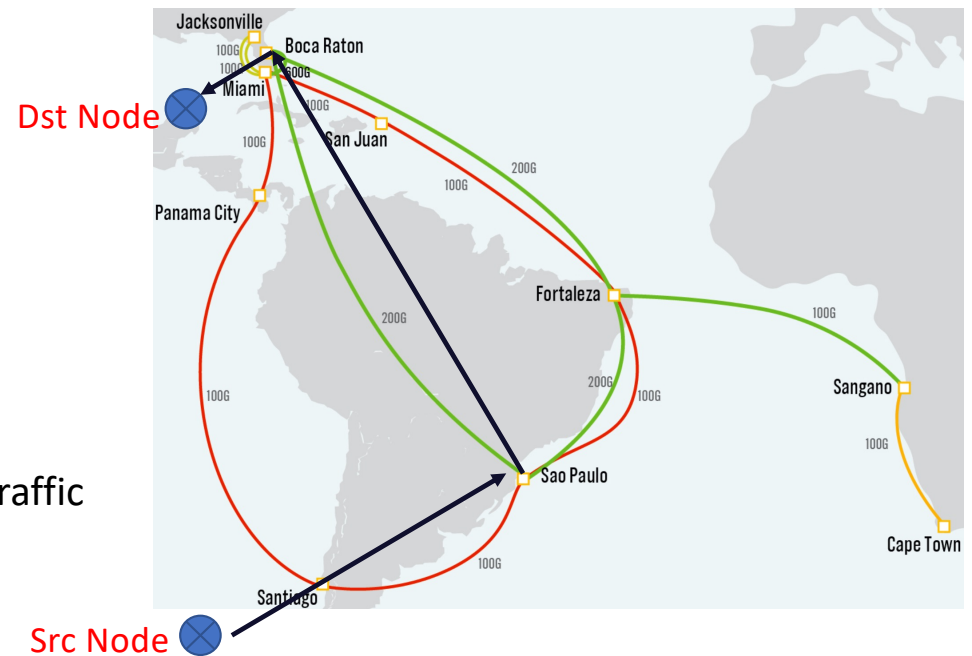 Jacksonville
100G
Boca Raton
100G
600G
Miami
100G
Dst Node
San Juan
100G
200G
100G
Panama City
Fortaleza
200G
100G
200G
100G
Sangano
100G
100G
raffic
Sao Paulo
Cape Town
100G
Santiago
Src Node